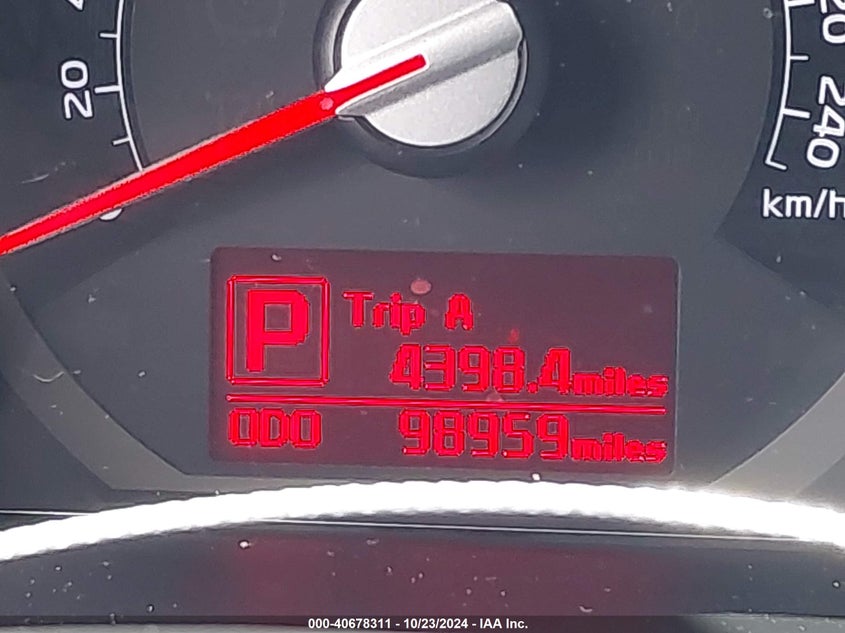 20
20
240
km/h
P
Trip A
4398.4miles
ODO 98959miles
000-40678311 - 10/23/2024 - IAA Inc.